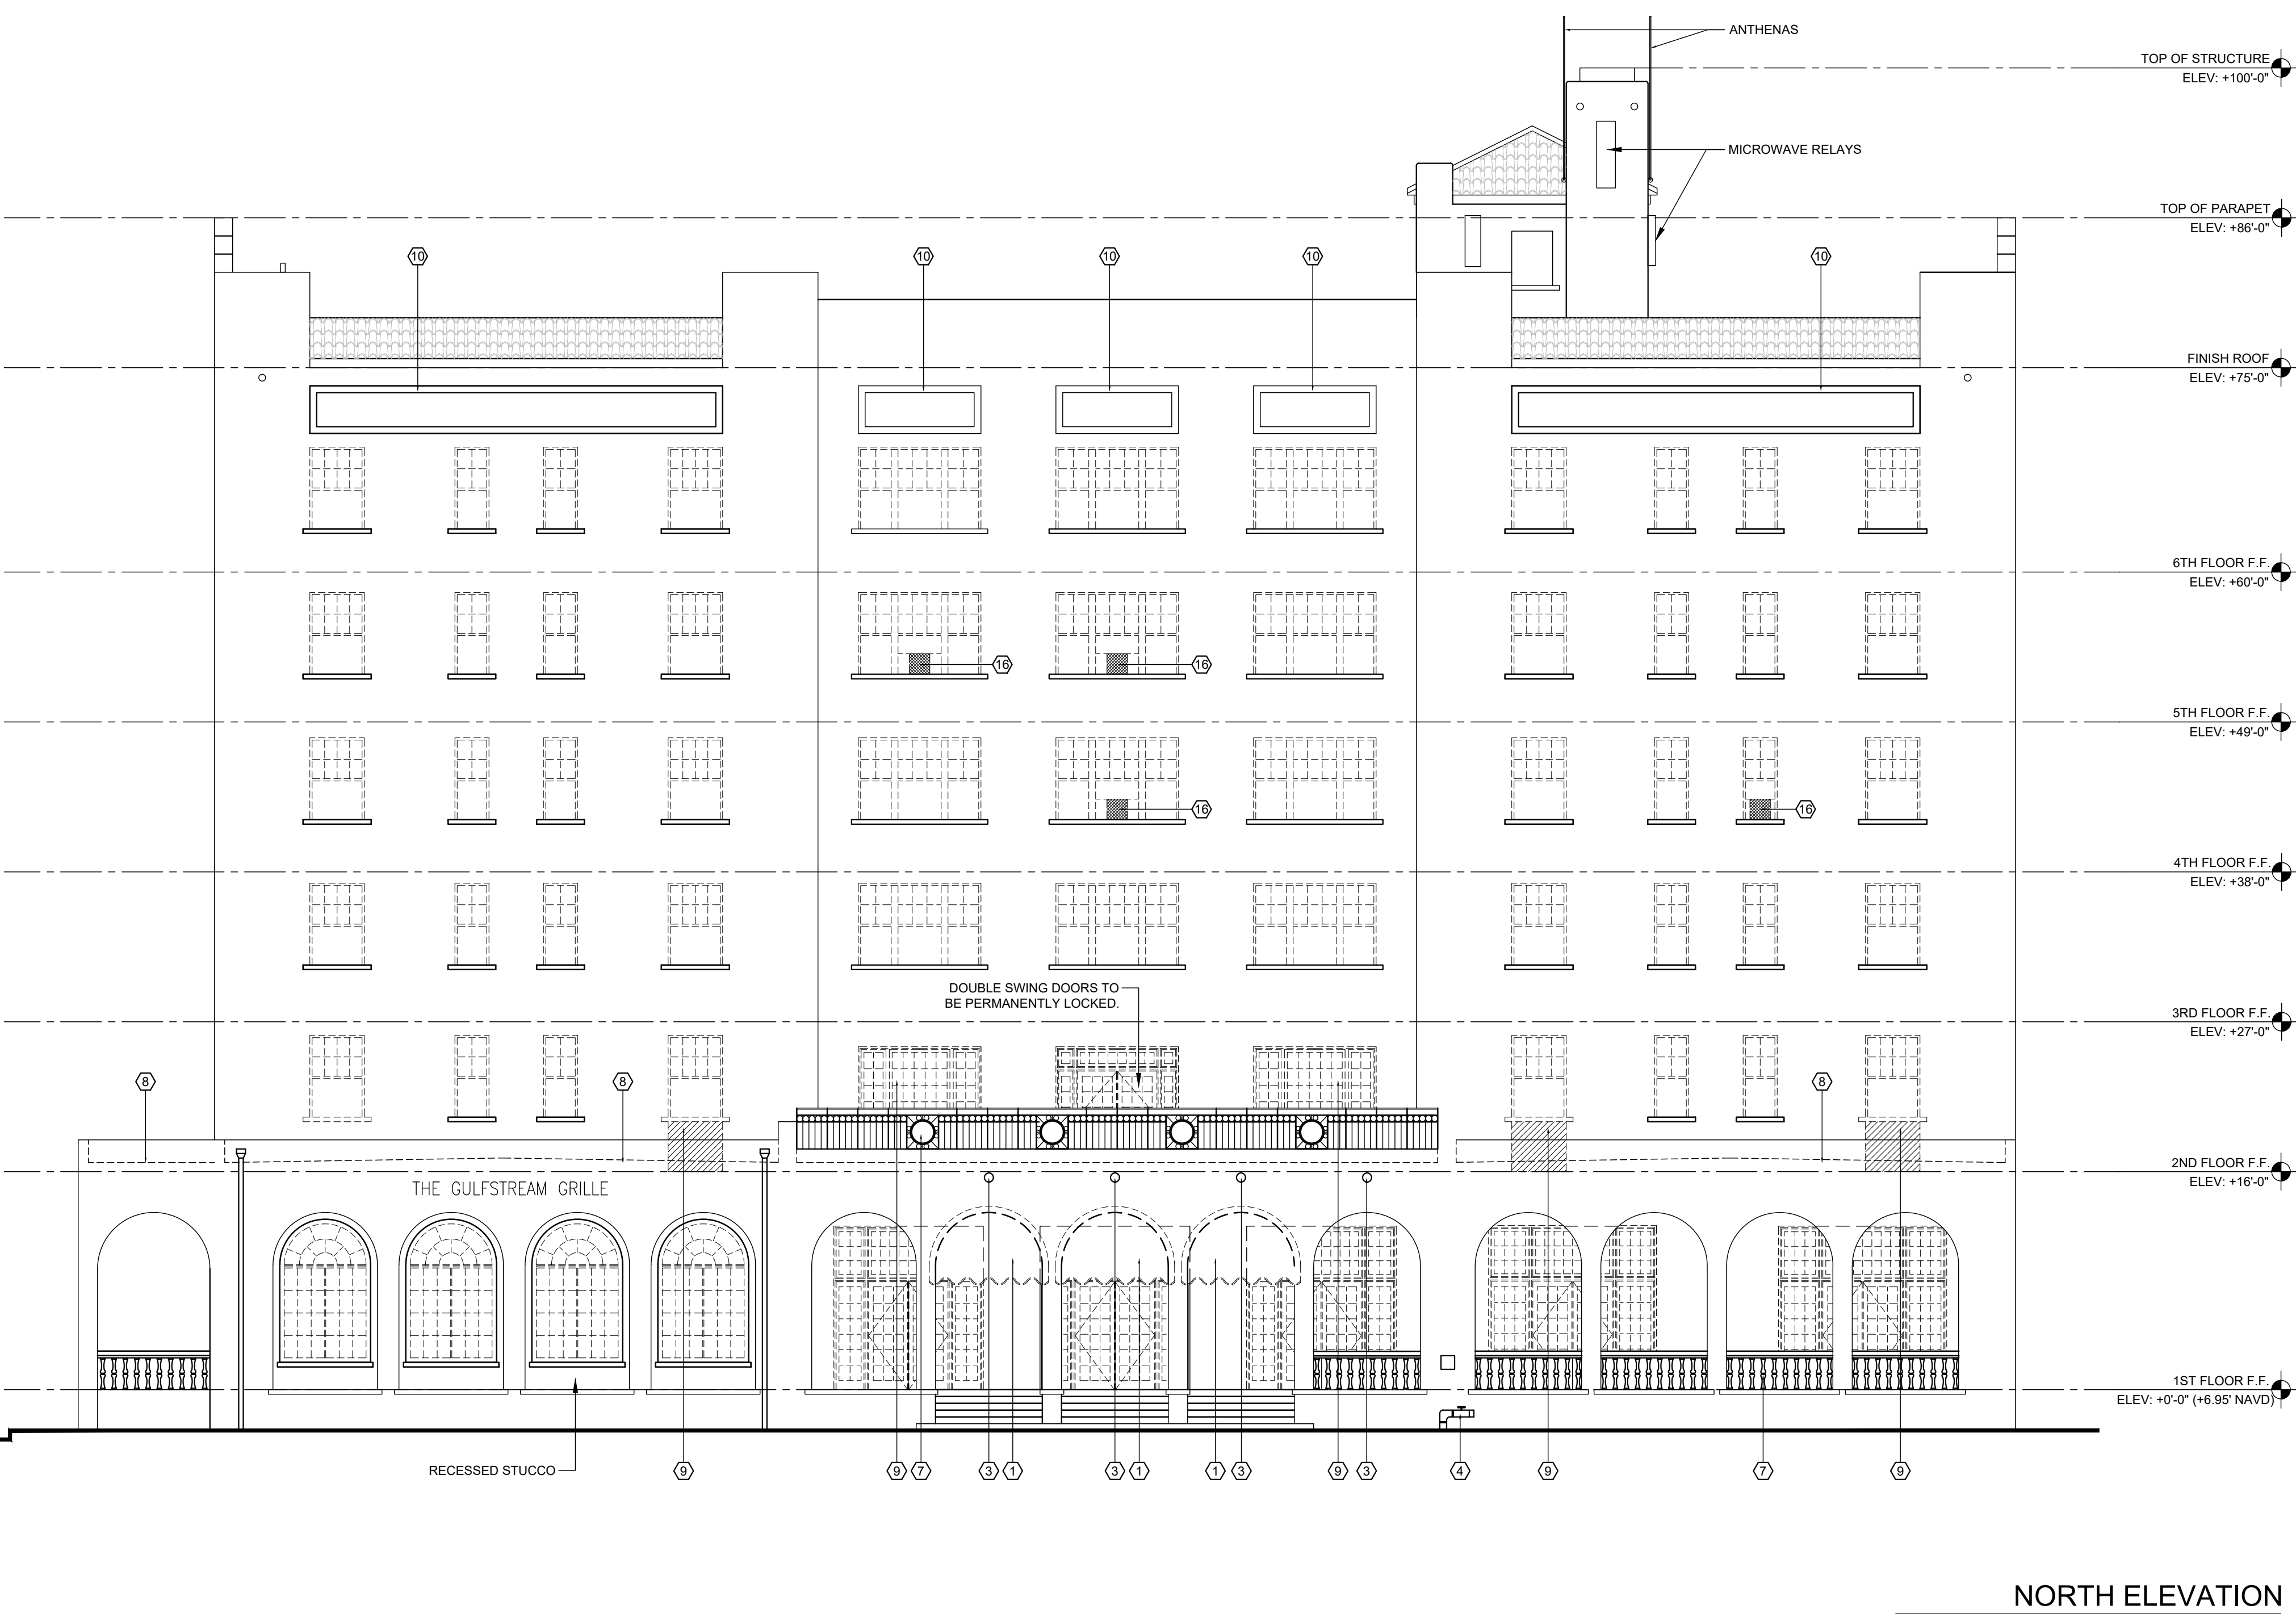 ANTHENAS
TOP OF STRUCTURE
ELEV: +100'-0"
MICROWAVE RELAYS
TOP OF PARAPET
ELEV: +86'-0"
10
10
10
10
10
FINISH ROOF
ELEV: +75'-0"
6TH FLOOR F.F.
ELEV: +60'-0"
16
16
5TH FLOOR F.F.
ELEV: +49'-0"
16
16
4TH FLOOR F.F.
ELEV: +38'-0"
DOUBLE SWING DOORS TO
BE PERMANENTLY LOCKED.
3RD FLOOR F.F.
ELEV: +27'-0"
8
8
8
2ND FLOOR F.F.
ELEV: +16'-0"
THE GULFSTREAM GRILLE
1ST FLOOR F.F.
ELEV: +0'-0" (+6.95' NAVD)
RECESSED STUCCO
9
9
7
3
1
3
1
1
3
9
3
4
9
7
9
NORTH ELEVATION